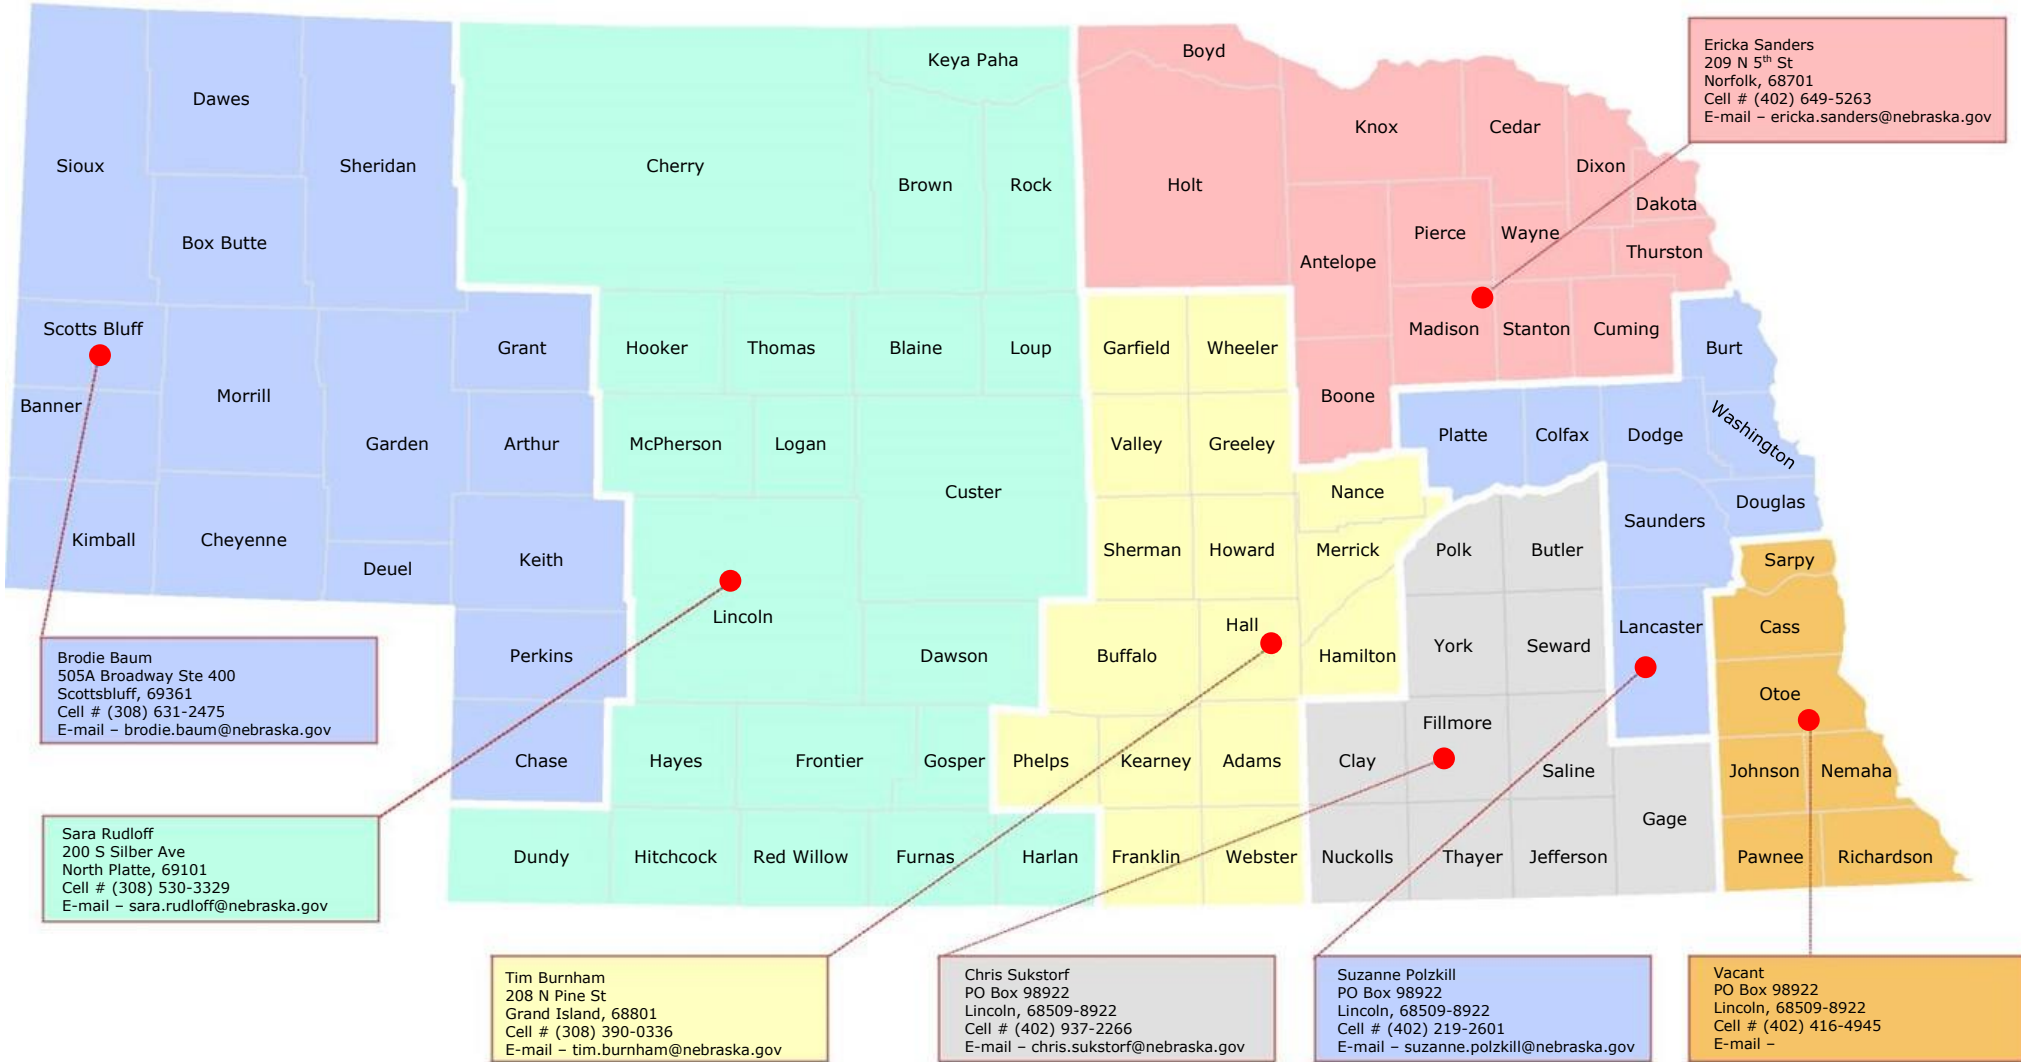 Boyd
Keya Paha
Dawes
Knox
Cedar
Sioux
Sheridan
Cherry
Brown
Rock
Holt
Dixon
Dakota
Box Butte
Pierce
Wayne
Thurston
Antelope
Scotts Bluff
Grant
Hooker
Thomas
Blaine
Loup
Garfield
Wheeler
Madison
Stanton
Cuming
Burt
Banner
Morrill
Boone
Garden
Arthur
McPherson
Logan
Valley
Greeley
Platte
Colfax
Dodge
Washington
Custer
Nance
Douglas
Kimball
Cheyenne
Deuel
Keith
Sherman
Howard
Merrick
Polk
Butler
Saunders
Sarpy
Lincoln
Hall
Lancaster
Cass
Perkins
Dawson
Buffalo
Hamilton
York
Seward
Otoe
Fillmore
Chase
Hayes
Frontier
Gosper
Phelps
Kearney
Adams
Clay
Saline
Johnson
Nemaha
Gage
Dundy
Hitchcock
Red Willow
Furnas
Harlan
Franklin
Webster
Nuckolls
Thayer
Jefferson
Pawnee
Richardson
Ericka Sanders
209 N 5th St
Norfolk, 68701
Cell # (402) 649-5263
E-mail – ericka.sanders@nebraska.gov
Brodie Baum
505A Broadway Ste 400
Scottsbluff, 69361
Cell # (308) 631-2475
E-mail – brodie.baum@nebraska.gov
Sara Rudloff
200 S Silber Ave
North Platte, 69101
Cell # (308) 530-3329
E-mail – sara.rudloff@nebraska.gov
Tim Burnham
208 N Pine St
Grand Island, 68801
Cell # (308) 390-0336
E-mail – tim.burnham@nebraska.gov
Chris Sukstorf
PO Box 98922
Lincoln, 68509-8922
Cell # (402) 937-2266
E-mail – chris.sukstorf@nebraska.gov
Suzanne Polzkill
PO Box 98922
Lincoln, 68509-8922
Cell # (402) 219-2601
E-mail – suzanne.polzkill@nebraska.gov
Vacant
PO Box 98922
Lincoln, 68509-8922
Cell # (402) 416-4945
E-mail –